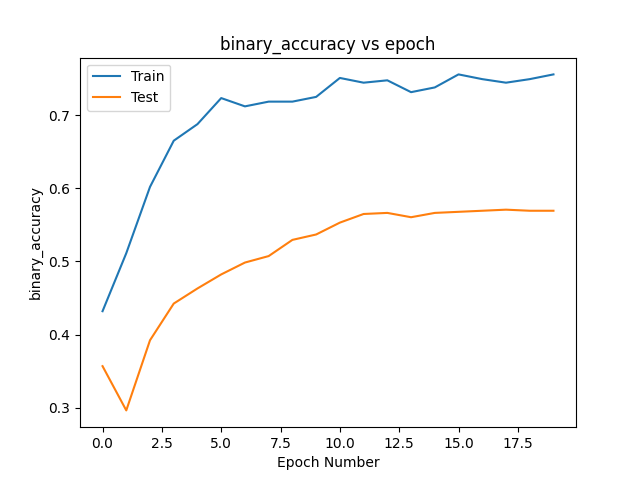 binary_accuracy vs epoch
Train
Test
binary_accuracy
0.7
0.6
0.5
0.4
0.3
0.0 2.5 5.0 7.5 10.0 12.5 15.0 17.5
Epoch Number